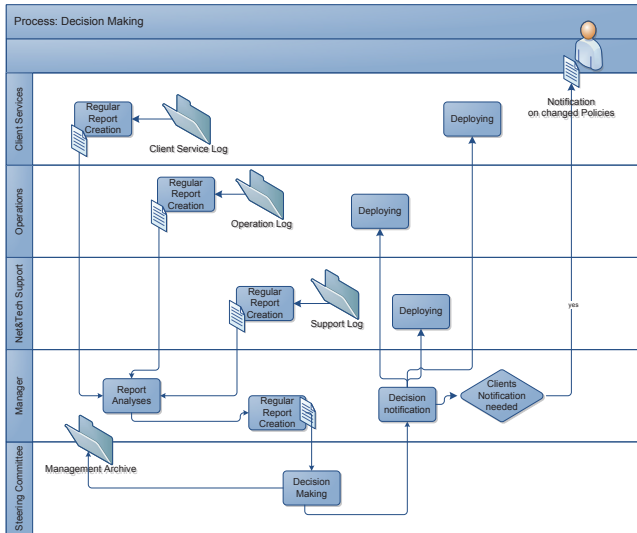 Process: Decision Making
Client Services
Regular
Report
Creation
Client Service Log
Deploying
Notification
on changed Policies
Operations
Regular
Report
Creation
Operation Log
Deploying
Net&Tech Support
Regular
Report
Creation
Support Log
Deploying
yes
Manager
Report
Analyses
Regular
Report
Creation
Decision
notification
Clients
Notification
needed
Steering Committee
Management Archive
Decision
Making